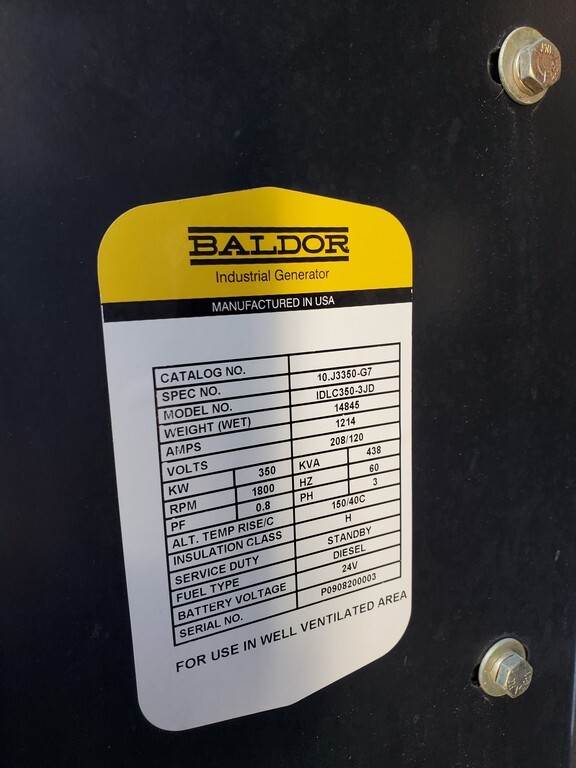 BALDOR
Industrial Generator
MANUFACTURED IN USA
CATALOG NO.
SPEC NO. 10.J3350-G7
MODEL NO. IDLC350-3JD
WEIGHT (WET) 14845
AMPS 1214
VOLTS 208/120
KW 350 KVA 438
RPM 1800 HZ 60
PF 0.8 PH 3
ALT. TEMP RISE/C 150/40C
INSULATION CLASS H
SERVICE DUTY STANDBY
FUEL TYPE DIESEL
BATTERY VOLTAGE 24V
SERIAL NO. P0908200003
FOR USE IN WELL VENTILATED AREA